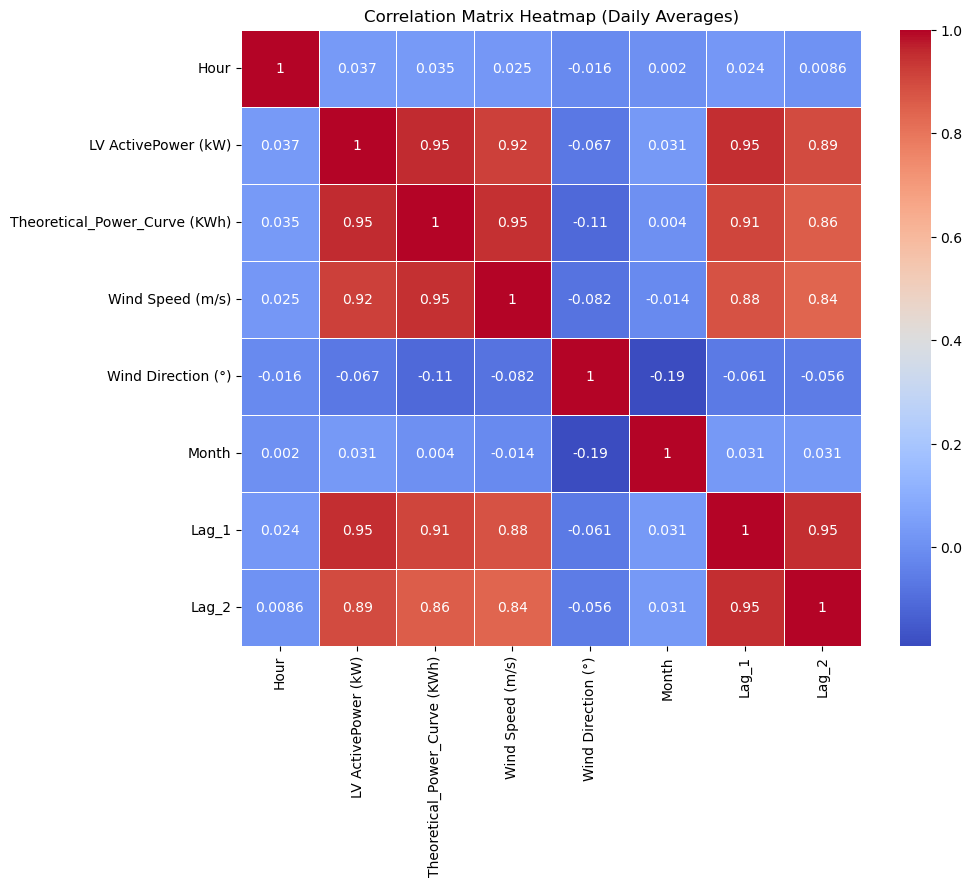 Correlation Matrix Heatmap (Daily Averages)
Hour 1 0.037 0.035 0.025 -0.016 0.002 0.024 0.0086
LV ActivePower (kW) 0.037 1 0.95 0.92 -0.067 0.031 0.95 0.89
Theoretical_Power_Curve (KWh) 0.035 0.95 1 0.95 -0.11 0.004 0.91 0.86
Wind Speed (m/s) 0.025 0.92 0.95 1 -0.082 -0.014 0.88 0.84
Wind Direction (°) -0.016 -0.067 -0.11 -0.082 1 -0.19 -0.061 -0.056
Month 0.002 0.031 0.004 -0.014 -0.19 1 0.031 0.031
Lag_1 0.024 0.95 0.91 0.88 -0.061 0.031 1 0.95
Lag_2 0.0086 0.89 0.86 0.84 -0.056 0.031 0.95 1
Hour
LV ActivePower (kW)
Theoretical_Power_Curve (KWh)
Wind Speed (m/s)
Wind Direction (°)
Month
Lag_1
Lag_2
1.0
0.8
0.6
0.4
0.2
0.0